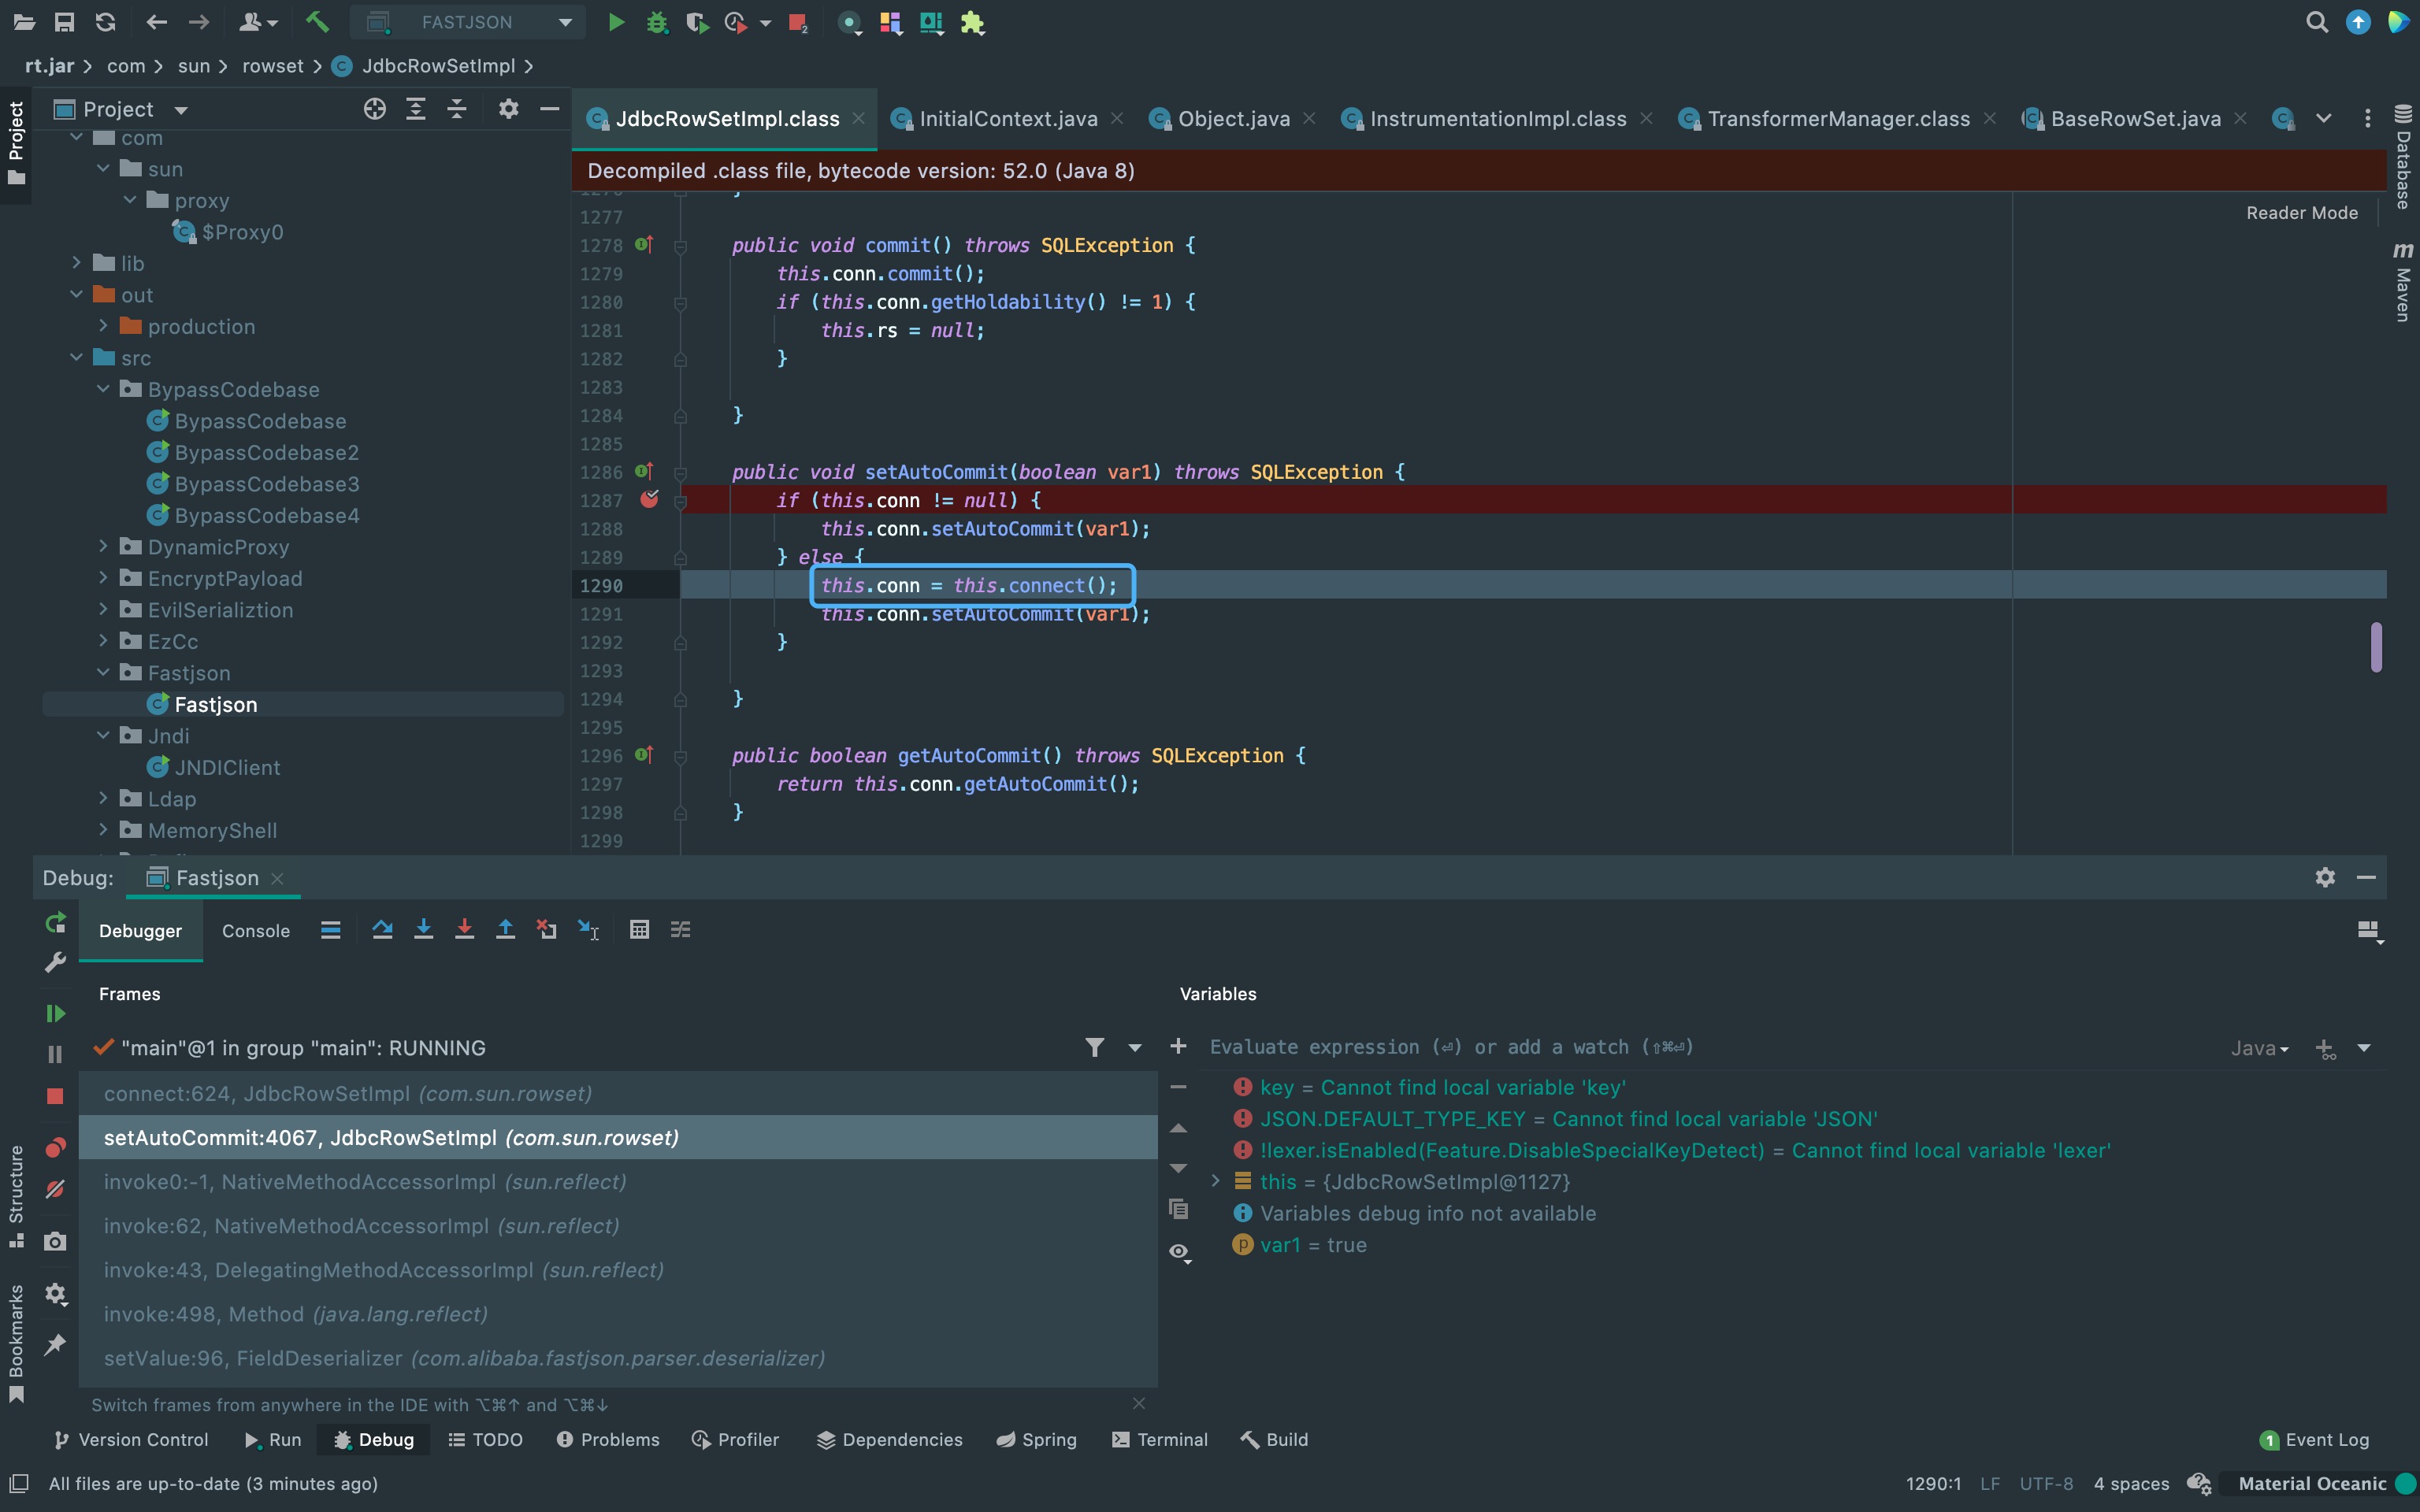 FASTJSON
2
rt.jar
com
sun
rowset
JdbcRowSetImpl
Project
Project
com
sun
proxy
$Proxy0
lib
out
production
src
BypassCodebase
BypassCodebase
BypassCodebase2
BypassCodebase3
BypassCodebase4
DynamicProxy
EncryptPayload
EvilSerializtion
EzCc
Fastjson
Fastjson
Jndi
JNDIClient
Ldap
MemoryShell
JdbcRowSetImpl.class
InitialContext.java
Object.java
InstrumentationImpl.class
TransformerManager.class
BaseRowSet.java
Database
Maven
Decompiled .class file, bytecode version: 52.0 (Java 8)
Reader Mode
1277
1278 public void commit() throws SQLException {
1279 this.conn.commit();
1280 if (this.conn.getHoldability() != 1) {
1281 this.rs = null;
1282 }
1283
1284 }
1285
1286 public void setAutoCommit(boolean var1) throws SQLException {
1287 if (this.conn != null) {
1288 this.conn.setAutoCommit(var1);
1289 } else {
1290 this.conn = this.connect();
1291 this.conn.setAutoCommit(var1);
1292 }
1293
1294 }
1295
1296 public boolean getAutoCommit() throws SQLException {
1297 return this.conn.getAutoCommit();
1298 }
1299
Debug:
Fastjson
Debugger
Console
Frames
"main"@1 in group "main": RUNNING
connect:624, JdbcRowSetImpl (com.sun.rowset)
setAutoCommit:4067, JdbcRowSetImpl (com.sun.rowset)
invoke0:-1, NativeMethodAccessorImpl (sun.reflect)
invoke:62, NativeMethodAccessorImpl (sun.reflect)
invoke:43, DelegatingMethodAccessorImpl (sun.reflect)
invoke:498, Method (java.lang.reflect)
setValue:96, FieldDeserializer (com.alibaba.fastjson.parser.deserializer)
Switch frames from anywhere in the IDE with ⌥⌘↑ and ⌥⌘↓
Variables
Evaluate expression (⏎) or add a watch (⇧⌘⏎)
Java
key = Cannot find local variable 'key'
JSON.DEFAULT_TYPE_KEY = Cannot find local variable 'JSON'
!lexer.isEnabled(Feature.DisableSpecialKeyDetect) = Cannot find local variable 'lexer'
this = {JdbcRowSetImpl@1127}
Variables debug info not available
var1 = true
Structure
Bookmarks
Version Control
Run
Debug
TODO
Problems
Profiler
Dependencies
Spring
Terminal
Build
1 Event Log
All files are up-to-date (3 minutes ago)
1290:1
LF
UTF-8
4 spaces
Material Oceanic